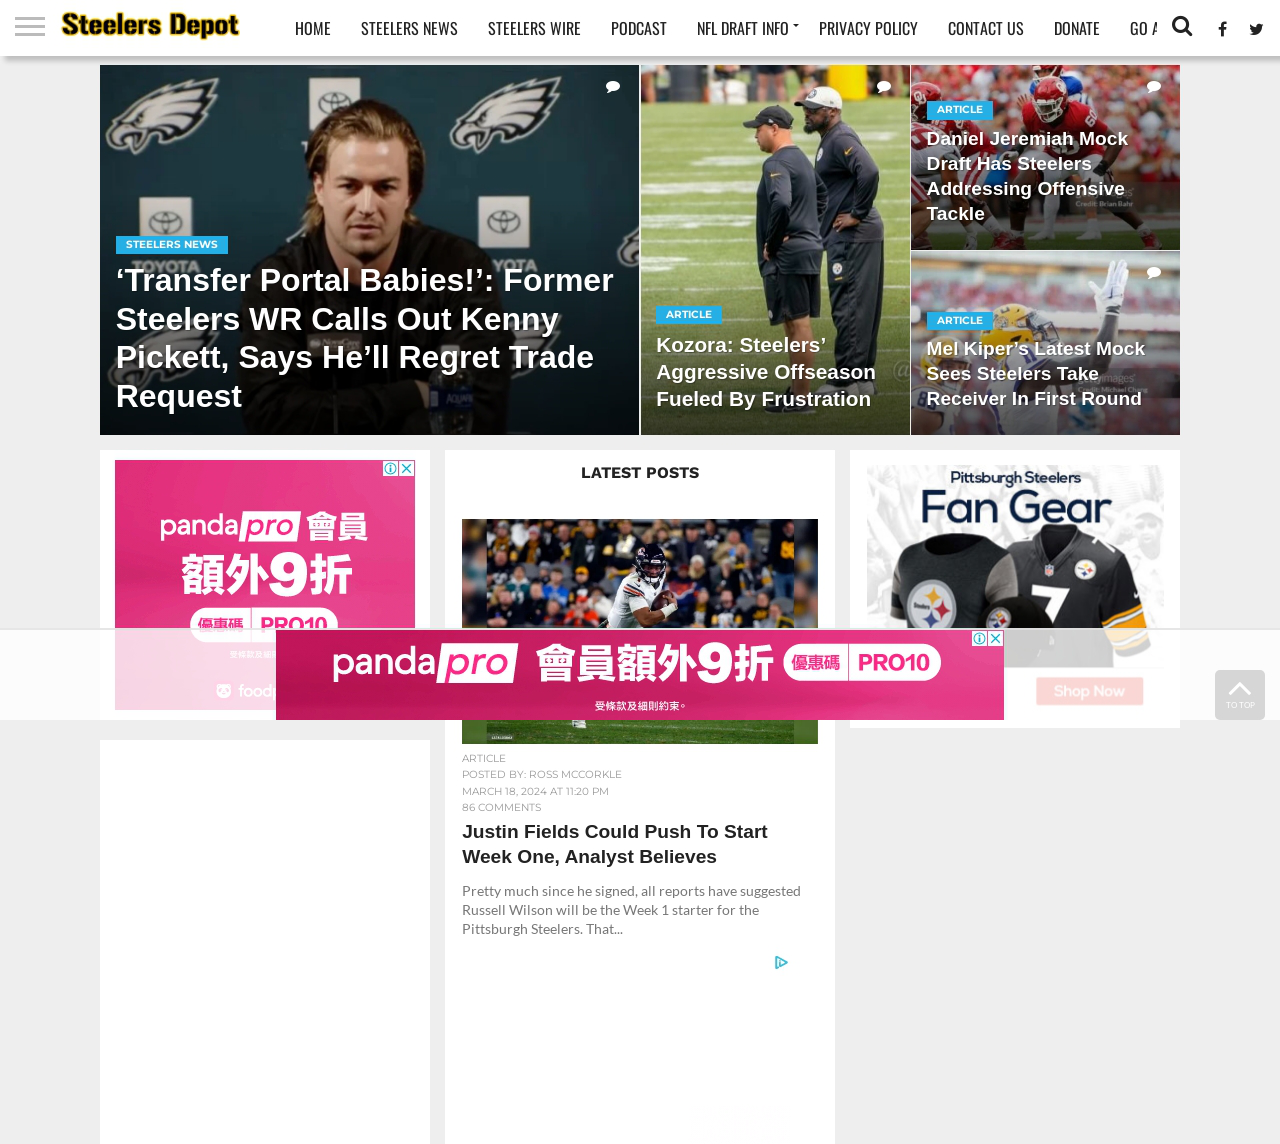 Steelers Depot
HOME
STEELERS NEWS
STEELERS WIRE
PODCAST
NFL DRAFT INFO
PRIVACY POLICY
CONTACT US
DONATE
GO A
STEELERS NEWS
‘Transfer Portal Babies!’: Former
Steelers WR Calls Out Kenny
Pickett, Says He’ll Regret Trade
Request
TOYOTA
TOYOTA
ARTICLE
Kozora: Steelers’
Aggressive Offseason
Fueled By Frustration
ARTICLE
Daniel Jeremiah Mock
Draft Has Steelers
Addressing Offensive
Tackle
Credit: Brian Bahr
ARTICLE
Mel Kiper’s Latest Mock
Sees Steelers Take
Receiver In First Round
pandapro 會員
額外9折
優惠碼 PRO10
LATEST POSTS
Pittsburgh Steelers
Fan Gear
7
Shop Now
pandapro 會員額外9折 優惠碼 PRO10
受條款及細則約束。
TO TOP
ARTICLE
POSTED BY: ROSS MCCORKLE
MARCH 18, 2024 AT 11:20 PM
86 COMMENTS
Justin Fields Could Push To Start
Week One, Analyst Believes
Pretty much since he signed, all reports have suggested
Russell Wilson will be the Week 1 starter for the
Pittsburgh Steelers. That...